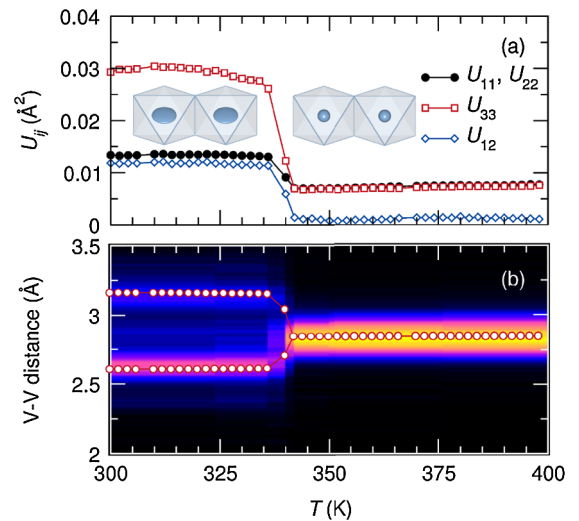 (a)
U11, U22
U33
U12
0.04
0.03
0.02
0.01
0
Uij (Å2)
(b)
3.5
3
2.5
2
V-V distance (Å)
300 325 350 375 400
T (K)